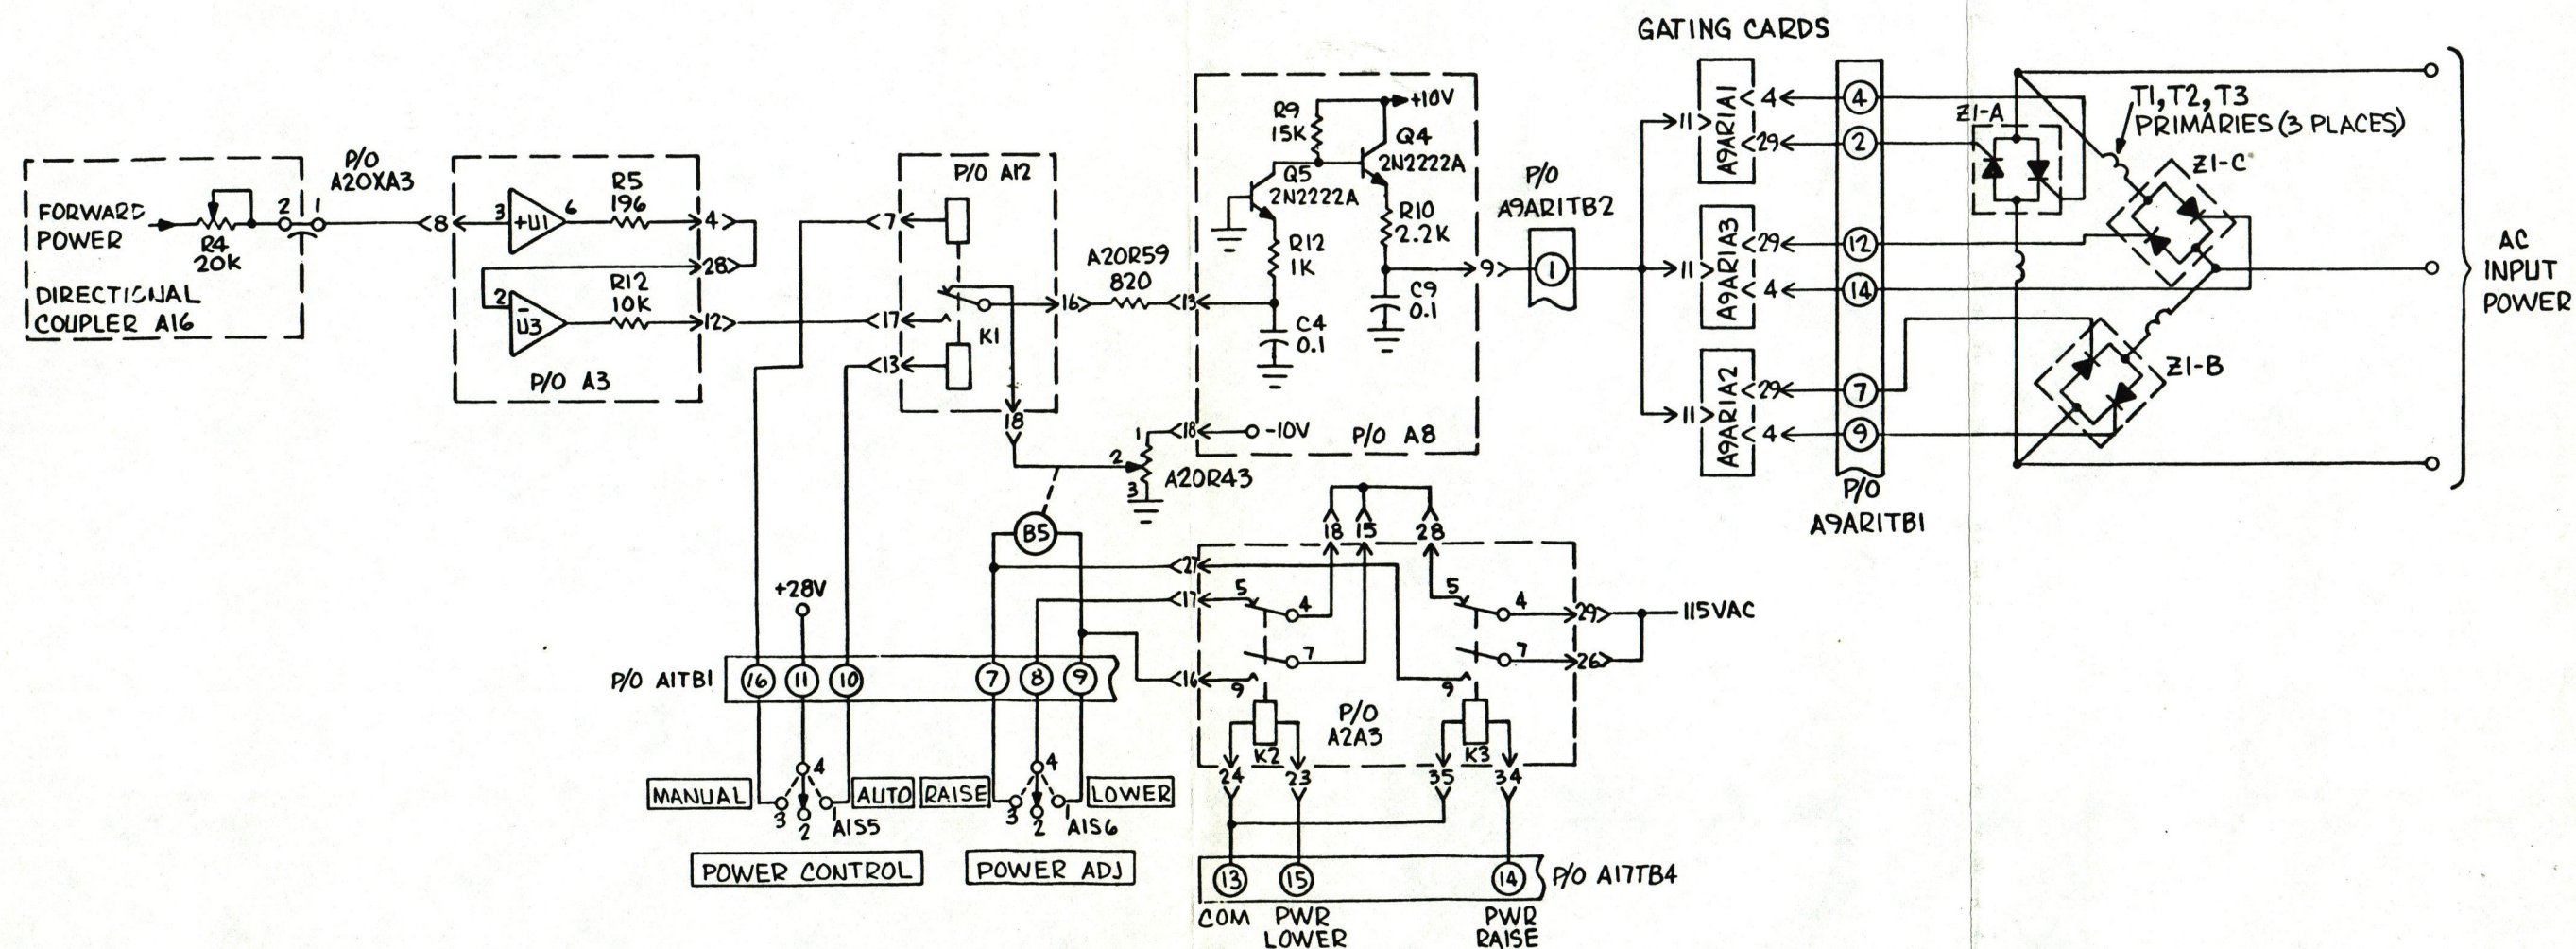 GATING CARDS
FORWARD
POWER
R4
20K
2
1
DIRECTIONAL
COUPLER A16
P/O
A20XA3
8
3
+U1
6
R5
196
4
28
2
-
U3
R12
10K
12
P/O A3
P/O A12
7
17
13
K1
16
18
A20R59
820
13
R9
15K
+10V
Q4
2N2222A
Q5
2N2222A
R12
1K
R10
2.2K
C4
0.1
C9
0.1
9
18
-10V
P/O A8
1
2
3
A20R43
P/O
A9AR1TB2
1
11
A9AR1A1
4
29
11
A9AR1A3
29
4
11
A9AR1A2
29
4
4
2
12
14
7
9
P/O
A9AR1TB1
Z1-A
T1, T2, T3
PRIMARIES (3 PLACES)
Z1-C
Z1-B
AC
INPUT
POWER
B5
+28V
P/O A1TB1
16
11
10
7
8
9
MANUAL
4
3
2
1
AUTO
A1S5
POWER CONTROL
RAISE
4
3
2
1
LOWER
A1S6
POWER ADJ
18
15
28
27
17
16
5
4
7
9
5
4
7
9
29
26
115VAC
P/O
A2A3
K2
K3
24
23
35
34
13
15
14
P/O A17TB4
COM
PWR
LOWER
PWR
RAISE